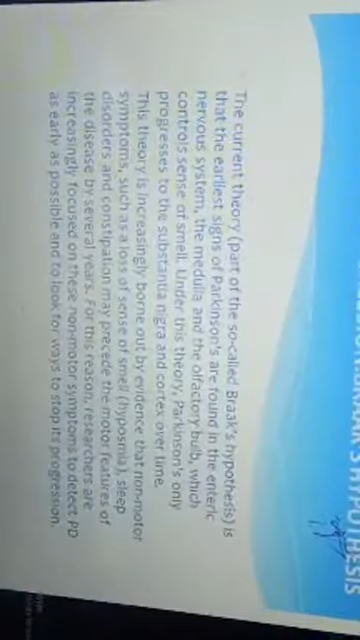 HYPOTHESIS
The current theory (part of the so-called Braak's hypothesis) is
that the earliest signs of Parkinson's are found in the enteric
nervous system, the medulla and the olfactory bulb, which
controls sense of smell. Under this theory, Parkinson's only
progresses to the substantia nigra and cortex over time.
This theory is increasingly borne out by evidence that non-motor
symptoms, such as a loss of sense of smell (hyposmia), sleep
disorders and constipation may precede the motor features of
the disease by several years. For this reason, researchers are
increasingly focused on these non-motor symptoms to detect PD
as early as possible and to look for ways to stop its progression.